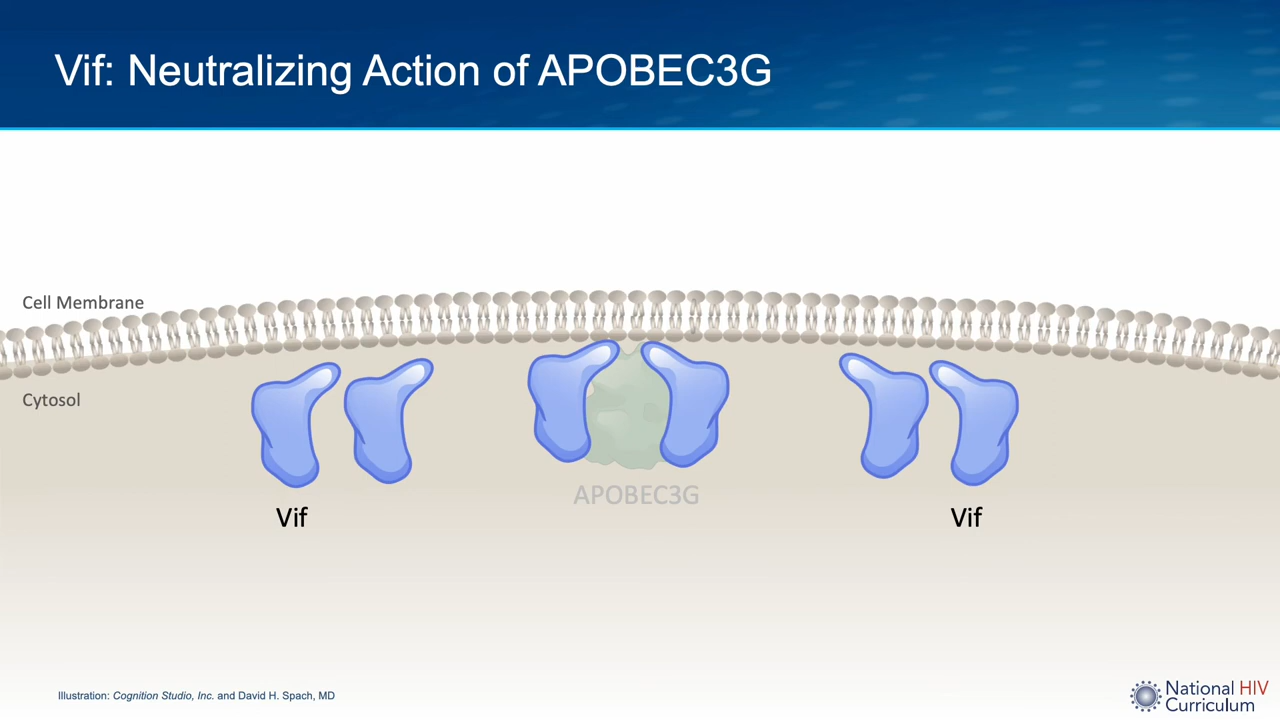 Vif: Neutralizing Action of APOBEC3G
Cell Membrane
Cytosol
APOBEC3G
Vif
Vif
Illustration: Cognition Studio, Inc. and David H. Spach, MD
National HIV
Curriculum